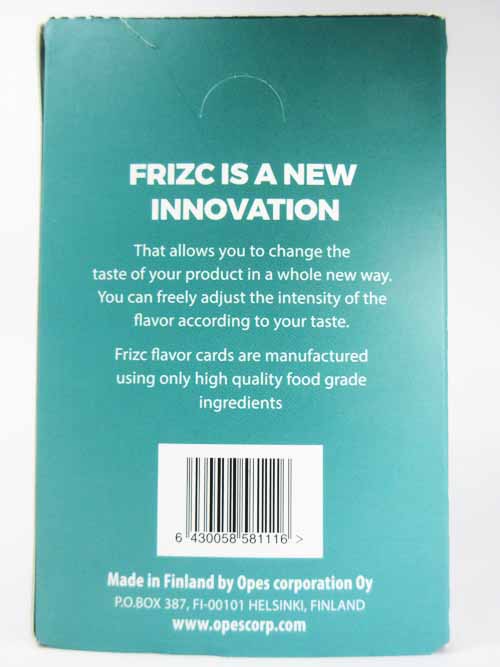 FRIZC IS A NEW
INNOVATION
That allows you to change the
taste of your product in a whole new way.
You can freely adjust the intensity of the
flavor according to your taste.
Frizc flavor cards are manufactured
using only high quality food grade
ingredients
6 430058 581116 >
Made in Finland by Opes corporation Oy
P.O.BOX 387, FI-00101 HELSINKI, FINLAND
www.opescorp.com